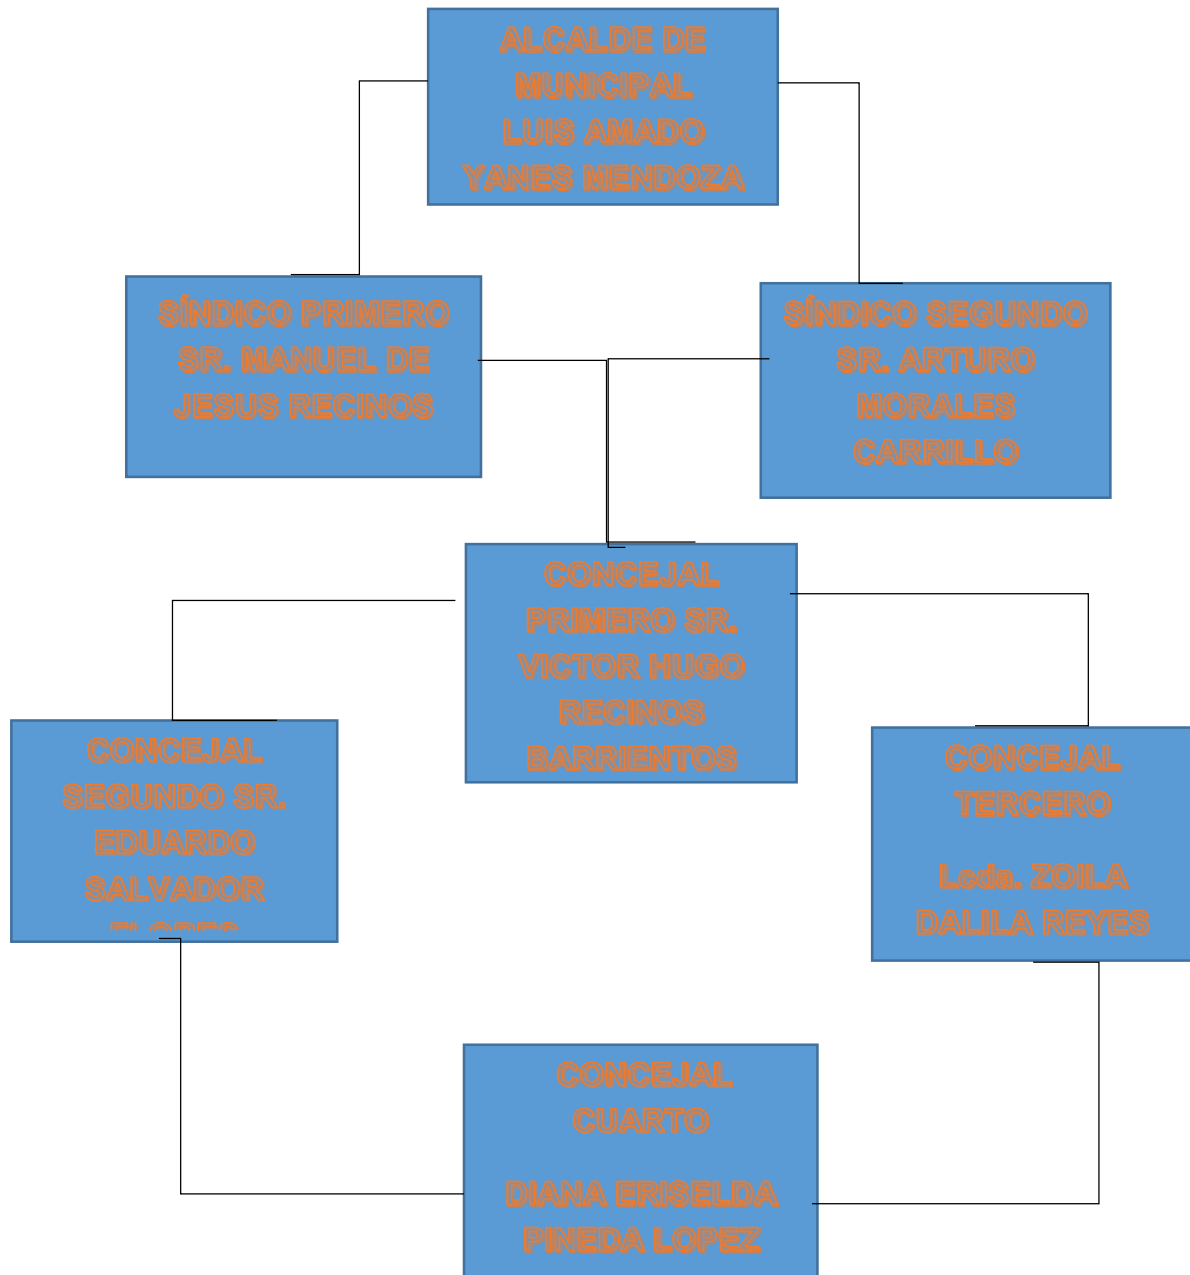 ALCALDE DE
MUNICIPAL
LUIS AMADO
YANES MENDOZA
SÍNDICO PRIMERO
SR. MANUEL DE
JESUS RECINOS
SÍNDICO SEGUNDO
SR. ARTURO
MORALES
CARRILLO
CONCEJAL
PRIMERO SR.
VICTOR HUGO
RECINOS
BARRIENTOS
CONCEJAL
SEGUNDO SR.
EDUARDO
SALVADOR
CONCEJAL
TERCERO
Lcda. ZOILA
DALILA REYES
CONCEJAL
CUARTO
DIANA ERISELDA
PINEDA LOPEZ